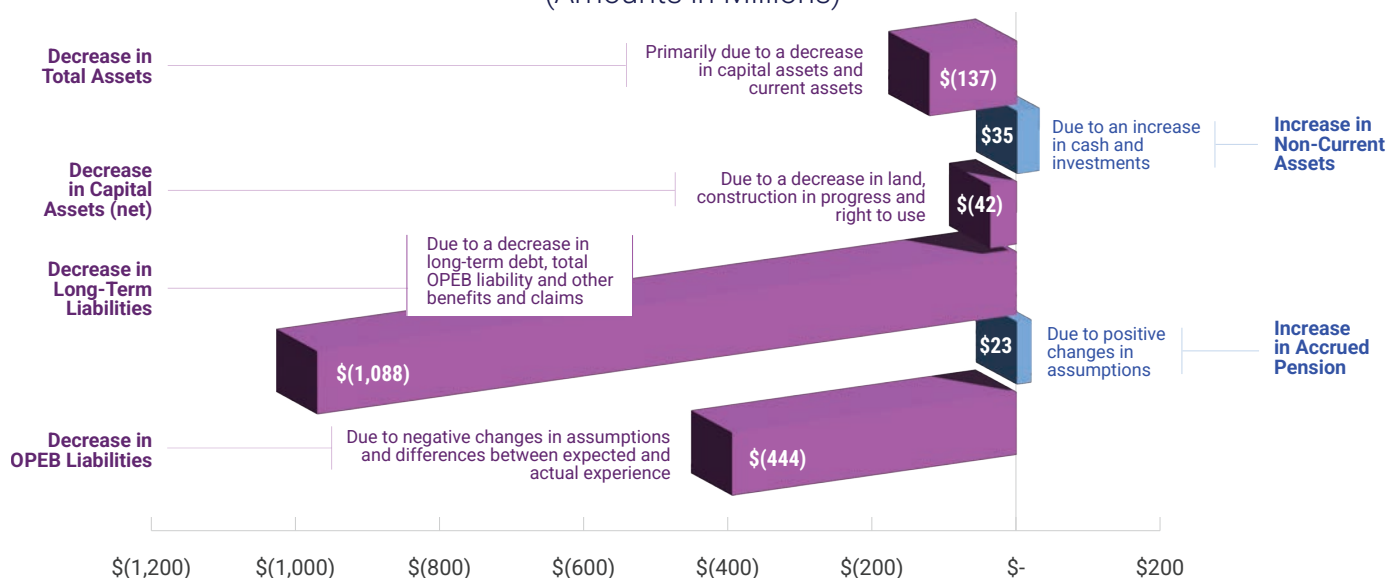 (Amounts in Millions)
Decrease in
Total Assets
Primarily due to a decrease
in capital assets and
current assets
$(137)
$35
Due to an increase
in cash and
investments
Increase in
Non-Current
Assets
Decrease
in Capital
Assets (net)
Due to a decrease in land,
construction in progress and
right to use
$(42)
Decrease in
Long-Term
Liabilities
Due to a decrease in
long-term debt, total
OPEB liability and other
benefits and claims
$(1,088)
$23
Due to positive
changes in
assumptions
Increase
in Accrued
Pension
Decrease in
OPEB Liabilities
Due to negative changes in assumptions
and differences between expected and
actual experience
$(444)
$(1,200) $(1,000) $(800) $(600) $(400) $(200) $- $200